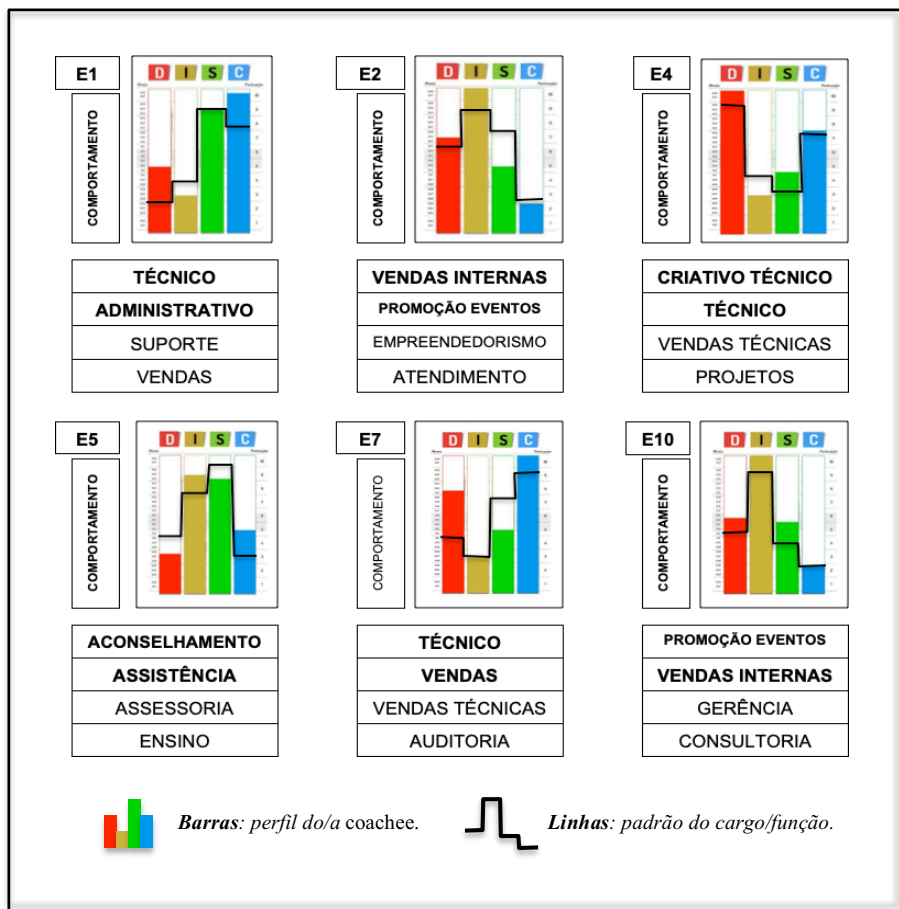 E1
D I S C
COMPORTAMENTO
TÉCNICO
ADMINISTRATIVO
SUPORTE
VENDAS
E2
D I S C
COMPORTAMENTO
VENDAS INTERNAS
PROMOÇÃO EVENTOS
EMPREENDEDORISMO
ATENDIMENTO
E4
D I S C
COMPORTAMENTO
CRIATIVO TÉCNICO
TÉCNICO
VENDAS TÉCNICAS
PROJETOS
E5
D I S C
COMPORTAMENTO
ACONSELHAMENTO
ASSISTÊNCIA
ASSESSORIA
ENSINO
E7
D I S C
COMPORTAMENTO
TÉCNICO
VENDAS
VENDAS TÉCNICAS
AUDITORIA
E10
D I S C
COMPORTAMENTO
PROMOÇÃO EVENTOS
VENDAS INTERNAS
GERÊNCIA
CONSULTORIA
Barras: perfil do/a coachee.
Linhas: padrão do cargo/função.